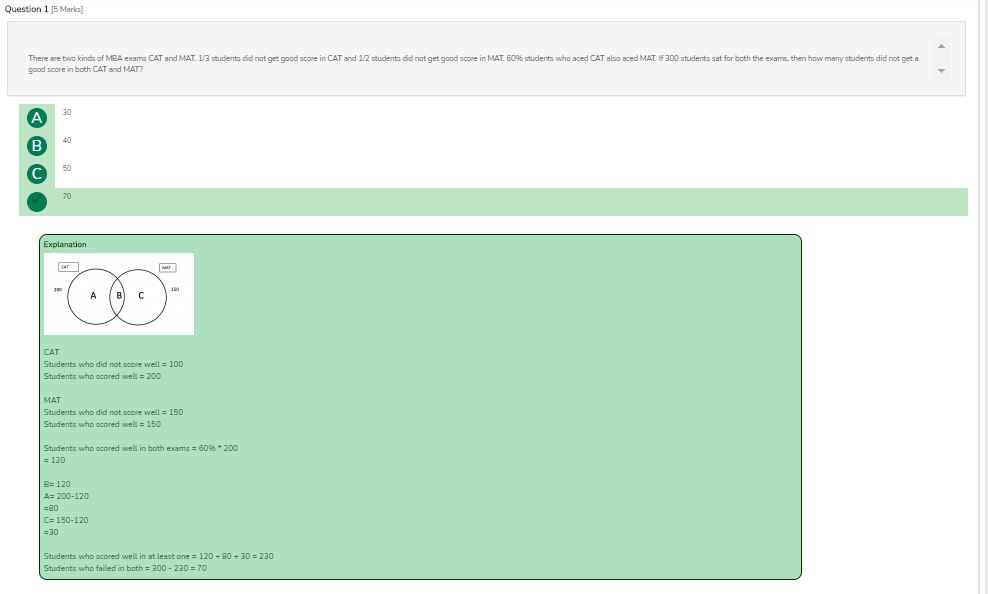 Question 1 [5 Marks]
There are two kinds of MBA exams CAT and MAT. 1/3 students did not get good score in CAT and 1/2 students did not get good score in MAT. 60% students who aced CAT also aced MAT. If 300 students sat for both the exams, then how many students did not get a
good score in both CAT and MAT?
A 30
B 40
C 50
70
Explanation
CAT MAT
200 A B C 150
CAT
Students who did not score well = 100
Students who scored well = 200
MAT
Students who did not score well = 150
Students who scored well = 150
Students who scored well in both exams = 60% * 200
= 120
B= 120
A= 200-120
=80
C= 150-120
=30
Students who scored well in at least one = 120 + 80 + 30 = 230
Students who failed in both = 300 - 230 = 70